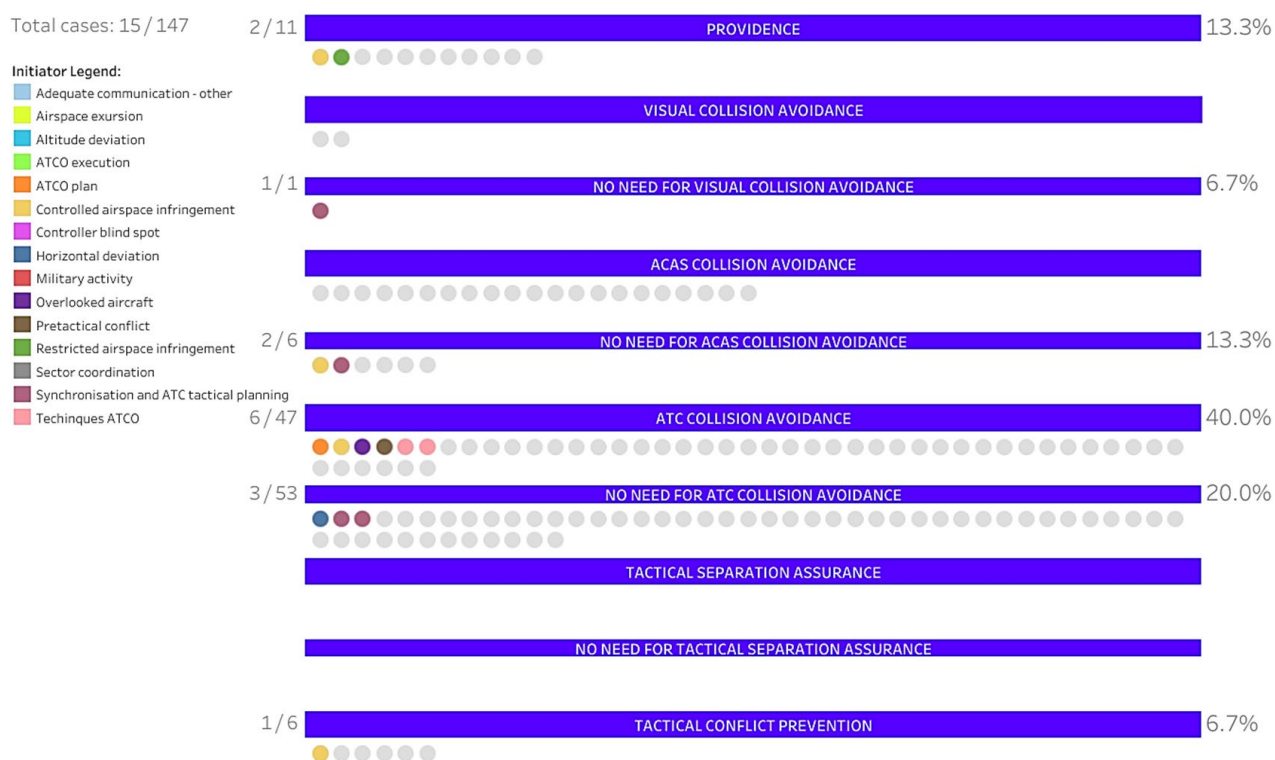 Total cases: 15/147
2/11
PROVIDENCE
13.3%
Initiator Legend:
Adequate communication - other
Airspace exursion
Altitude deviation
ATCO execution
ATCO plan
Controlled airspace infringement
Controller blind spot
Horizontal deviation
Military activity
Overlooked aircraft
Pretactical conflict
Restricted airspace infringement
Sector coordination
Synchronisation and ATC tactical planning
Techinques ATCO
VISUAL COLLISION AVOIDANCE
1/1
NO NEED FOR VISUAL COLLISION AVOIDANCE
6.7%
ACAS COLLISION AVOIDANCE
2/6
NO NEED FOR ACAS COLLISION AVOIDANCE
13.3%
6/47
ATC COLLISION AVOIDANCE
40.0%
3/53
NO NEED FOR ATC COLLISION AVOIDANCE
20.0%
TACTICAL SEPARATION ASSURANCE
NO NEED FOR TACTICAL SEPARATION ASSURANCE
1/6
TACTICAL CONFLICT PREVENTION
6.7%